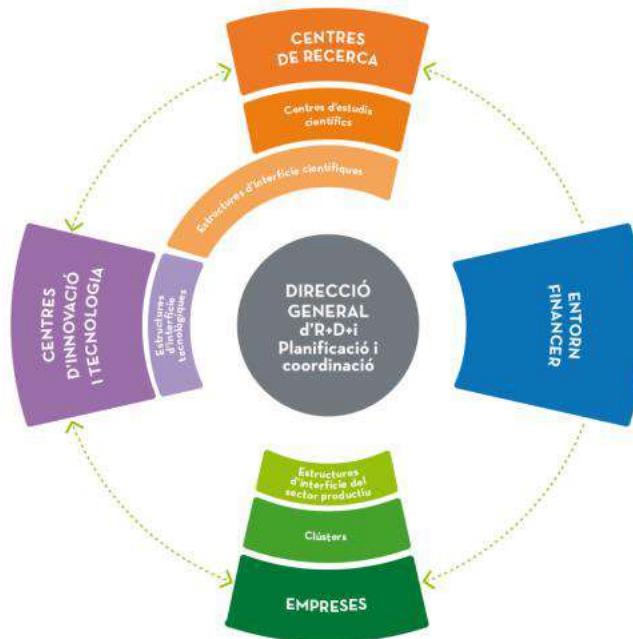 CENTRES
DE RECERCA
Centres d'estudis
científics
Estructures d'interfície científiques
CENTRES
D'INNOVACIÓ
I TECNOLOGIA
Estructures
d'interfície
tecnològiques
DIRECCIÓ
GENERAL
d'R+D+i
Planificació i
coordinació
ENTORN
FINANCER
Estructures
d'interfície del
sector productiu
Clústers
EMPRESES